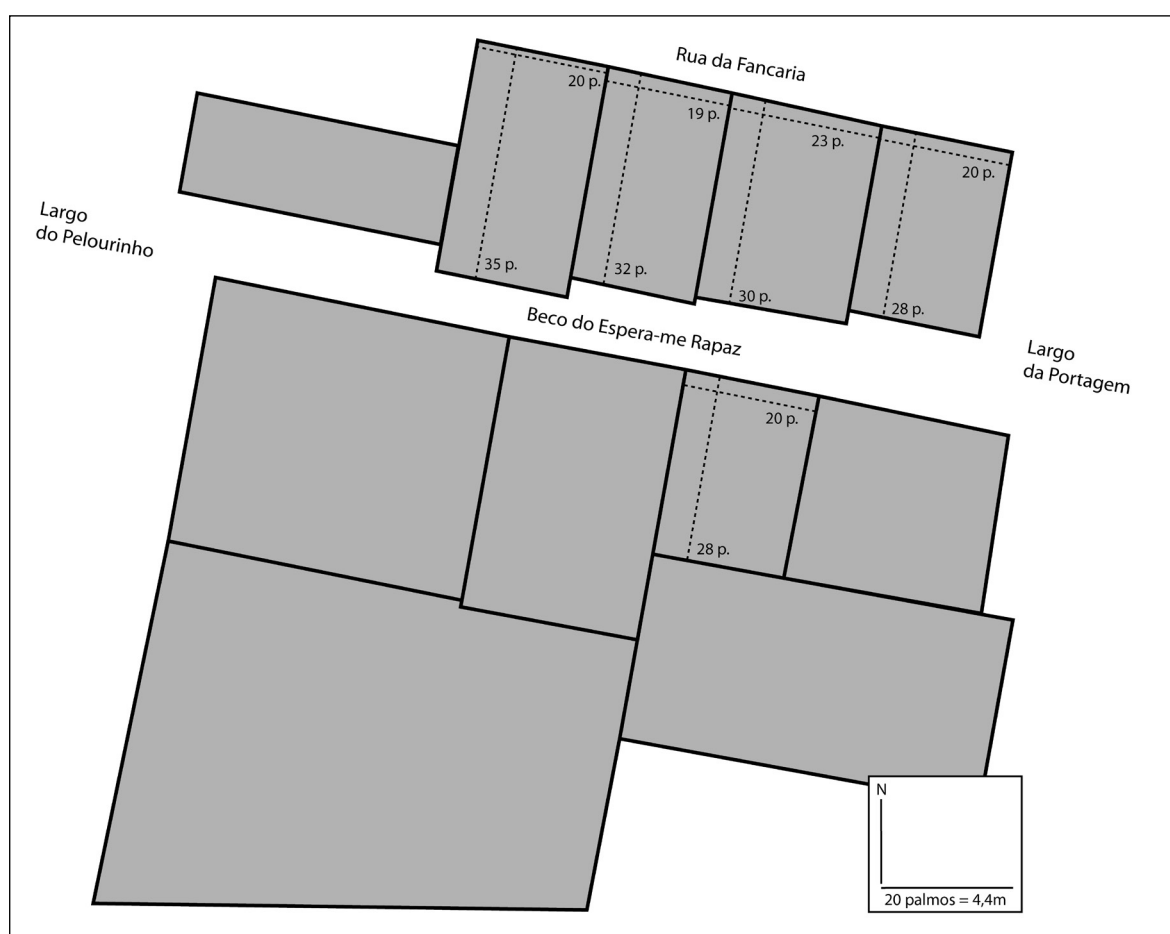 Rua da Fancaria
20 p.
19 p.
23 p.
20 p.
Largo
do Pelourinho
35 p.
32 p.
30 p.
28 p.
Beco do Espera-me Rapaz
Largo
da Portagem
20 p.
28 p.
N
20 palmos = 4,4m